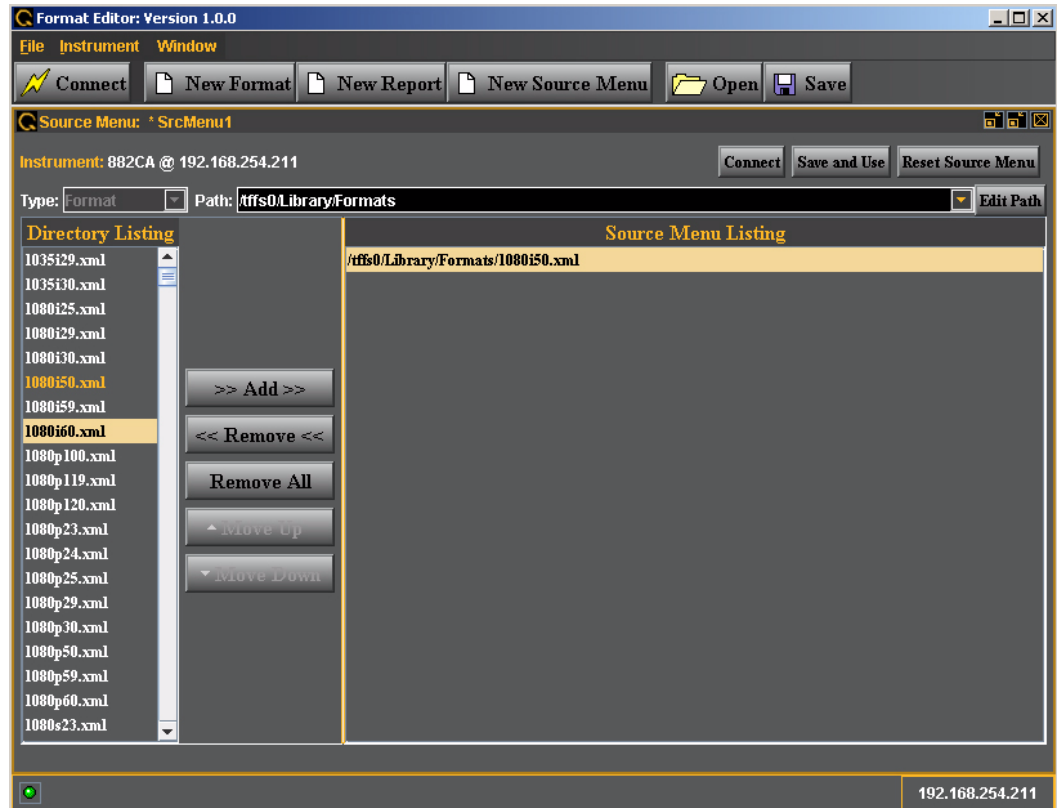 Format Editor: Version 1.0.0
File Instrument Window
Connect New Format New Report New Source Menu Open Save
Source Menu: * SrcMenu1
Instrument: 882CA @ 192.168.254.211 Connect Save and Use Reset Source Menu
Type: Format Path: /tffs0/Library/Formats Edit Path
Directory Listing Source Menu Listing
1035i29.xml /tffs0/Library/Formats/1080i50.xml
1035i30.xml
1080i25.xml
1080i29.xml
1080i30.xml
1080i50.xml >> Add >>
1080i59.xml
1080i60.xml << Remove <<
1080p100.xml
1080p119.xml Remove All
1080p120.xml
1080p23.xml Move Up
1080p24.xml
1080p25.xml Move Down
1080p29.xml
1080p30.xml
1080p50.xml
1080p59.xml
1080p60.xml
1080s23.xml
192.168.254.211